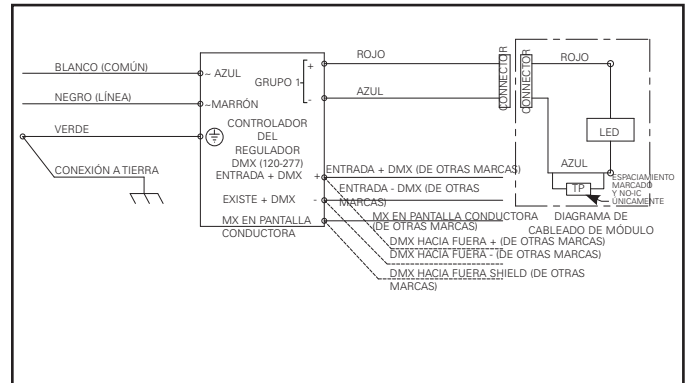 BLANCO (COMÚN)
NEGRO (LÍNEA)
VERDE
CONEXIÓN A TIERRA
~ AZUL
GRUPO 1
+
-
~MARRÓN
CONTROLADOR
DEL
REGULADOR
DMX (120-277)
ENTRADA + DMX +
EXISTE + DMX -
MX EN PANTALLA
CONDUCTORA
ROJO
AZUL
ENTRADA + DMX (DE OTRAS MARCAS)
ENTRADA - DMX (DE OTRAS
MARCAS)
MX EN PANTALLA CONDUCTORA
(DE OTRAS MARCAS)
DMX HACIA FUERA + (DE OTRAS MARCAS)
DMX HACIA FUERA - (DE OTRAS MARCAS)
DMX HACIA FUERA SHIELD (DE OTRAS
MARCAS)
CONNECTOR
CONNECTOR
ROJO
LED
AZUL
TP
ESPACIAMIENTO
MARCADO
Y NO-IC
ÚNICAMENTE
DIAGRAMA DE
CABLEADO DE MÓDULO